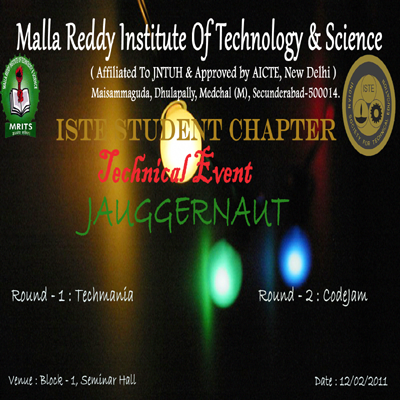 Malla Reddy Institute Of Technology & Science
( Affiliated To JNTUH & Approved by AICTE, New Delhi )
Maisammaguda, Dhulapally, Medchal (M), Secunderabad-500014.
MRITS
ISTE
ISTE STUDENT CHAPTER
Technical Event
JAUGGERNAUT
Round - 1 : Techmania
Round - 2 : CodeJam
Venue : Block - 1, Seminar Hall
Date : 12/02/2011